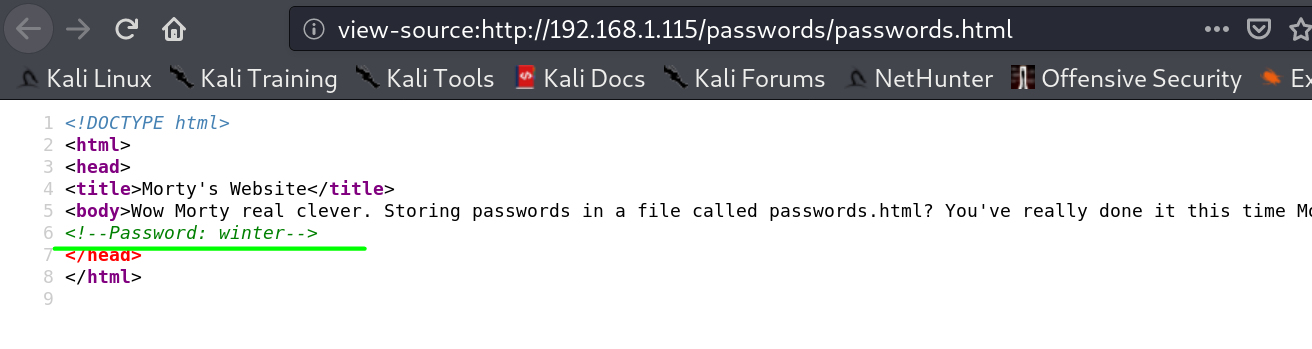 view-source:http://192.168.1.115/passwords/passwords.html
Kali Linux Kali Training Kali Tools Kali Docs Kali Forums NetHunter Offensive Security Ex
1 <!DOCTYPE html>
2 <html>
3 <head>
4 <title>Morty's Website</title>
5 <body>Wow Morty real clever. Storing passwords in a file called passwords.html? You've really done it this time Mo
6 <!--Password: winter-->
7 </head>
8 </html>
9